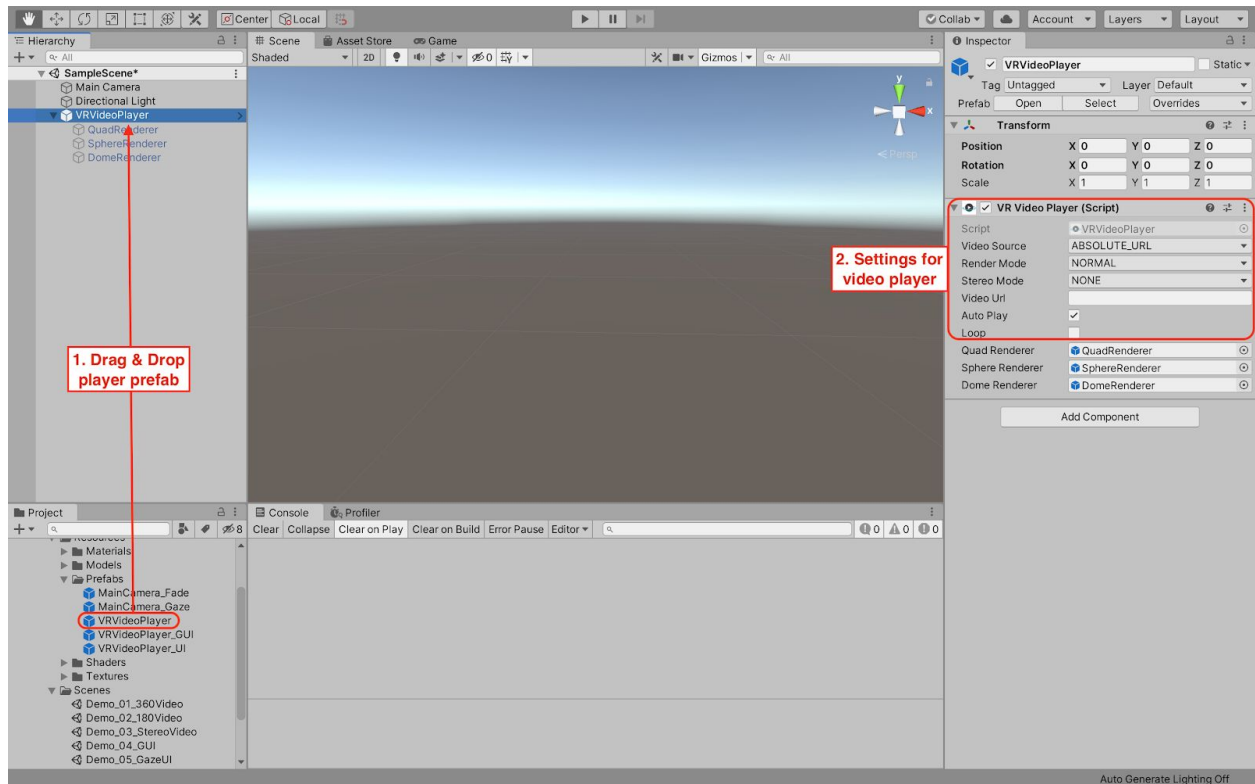 Center Local
Collab Account Layers Layout
Hierarchy
All
SampleScene*
Main Camera
Directional Light
VRVideoPlayer
QuadRenderer
SphereRenderer
DomeRenderer
1. Drag & Drop
player prefab
Scene Asset Store Game
Shaded 2D 0 Gizmos All
y
x
Persp
2. Settings for
video player
Inspector
VRVideoPlayer Static
Tag Untagged Layer Default
Prefab Open Select Overrides
Transform
Position X 0 Y 0 Z 0
Rotation X 0 Y 0 Z 0
Scale X 1 Y 1 Z 1
VR Video Player (Script)
Script VRVideoPlayer
Video Source ABSOLUTE_URL
Render Mode NORMAL
Stereo Mode NONE
Video Url
Auto Play
Loop
Quad Renderer QuadRenderer
Sphere Renderer SphereRenderer
Dome Renderer DomeRenderer
Add Component
Project
8
Materials
Models
Prefabs
MainCamera_Fade
MainCamera_Gaze
VRVideoPlayer
VRVideoPlayer_GUI
VRVideoPlayer_UI
Shaders
Textures
Scenes
Demo_01_360Video
Demo_02_180Video
Demo_03_StereoVideo
Demo_04_GUI
Demo_05_GazeUI
Console Profiler
Clear Collapse Clear on Play Clear on Build Error Pause Editor 0 0 0
Auto Generate Lighting Off